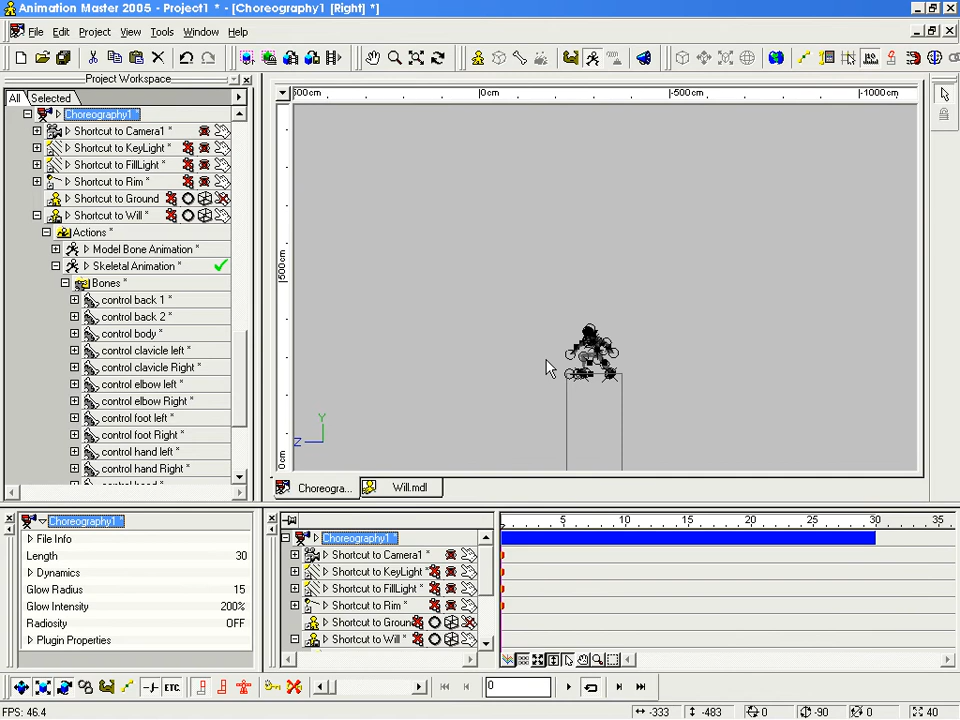 Animation Master 2005 - Project1 * - [Choreography1 [Right] *]
File Edit Project View Tools Window Help
Project Workspace
All Selected
Choreography1 *
Shortcut to Camera1 *
Shortcut to KeyLight *
Shortcut to FillLight *
Shortcut to Rim *
Shortcut to Ground
Shortcut to Will *
Actions *
Model Bone Animation *
Skeletal Animation *
Bones *
control back 1 *
control back 2 *
control body *
control clavicle left *
control clavicle Right *
control elbow left *
control elbow Right *
control foot left *
control foot Right *
control hand left *
control hand Right *
0cm -500cm -1000cm
500cm
0cm
Y
Z
Choreogra... Will.mdl
Choreography1 *
File Info
Length 30
Dynamics
Glow Radius 15
Glow Intensity 200%
Radiosity OFF
Plugin Properties
Choreography1 *
Shortcut to Camera1 *
Shortcut to KeyLight *
Shortcut to FillLight *
Shortcut to Rim *
Shortcut to Ground
Shortcut to Will *
5 10 15 20 25 30 35
ETC. 0
FPS: 46.4 -333 -483 0 -90 0 40